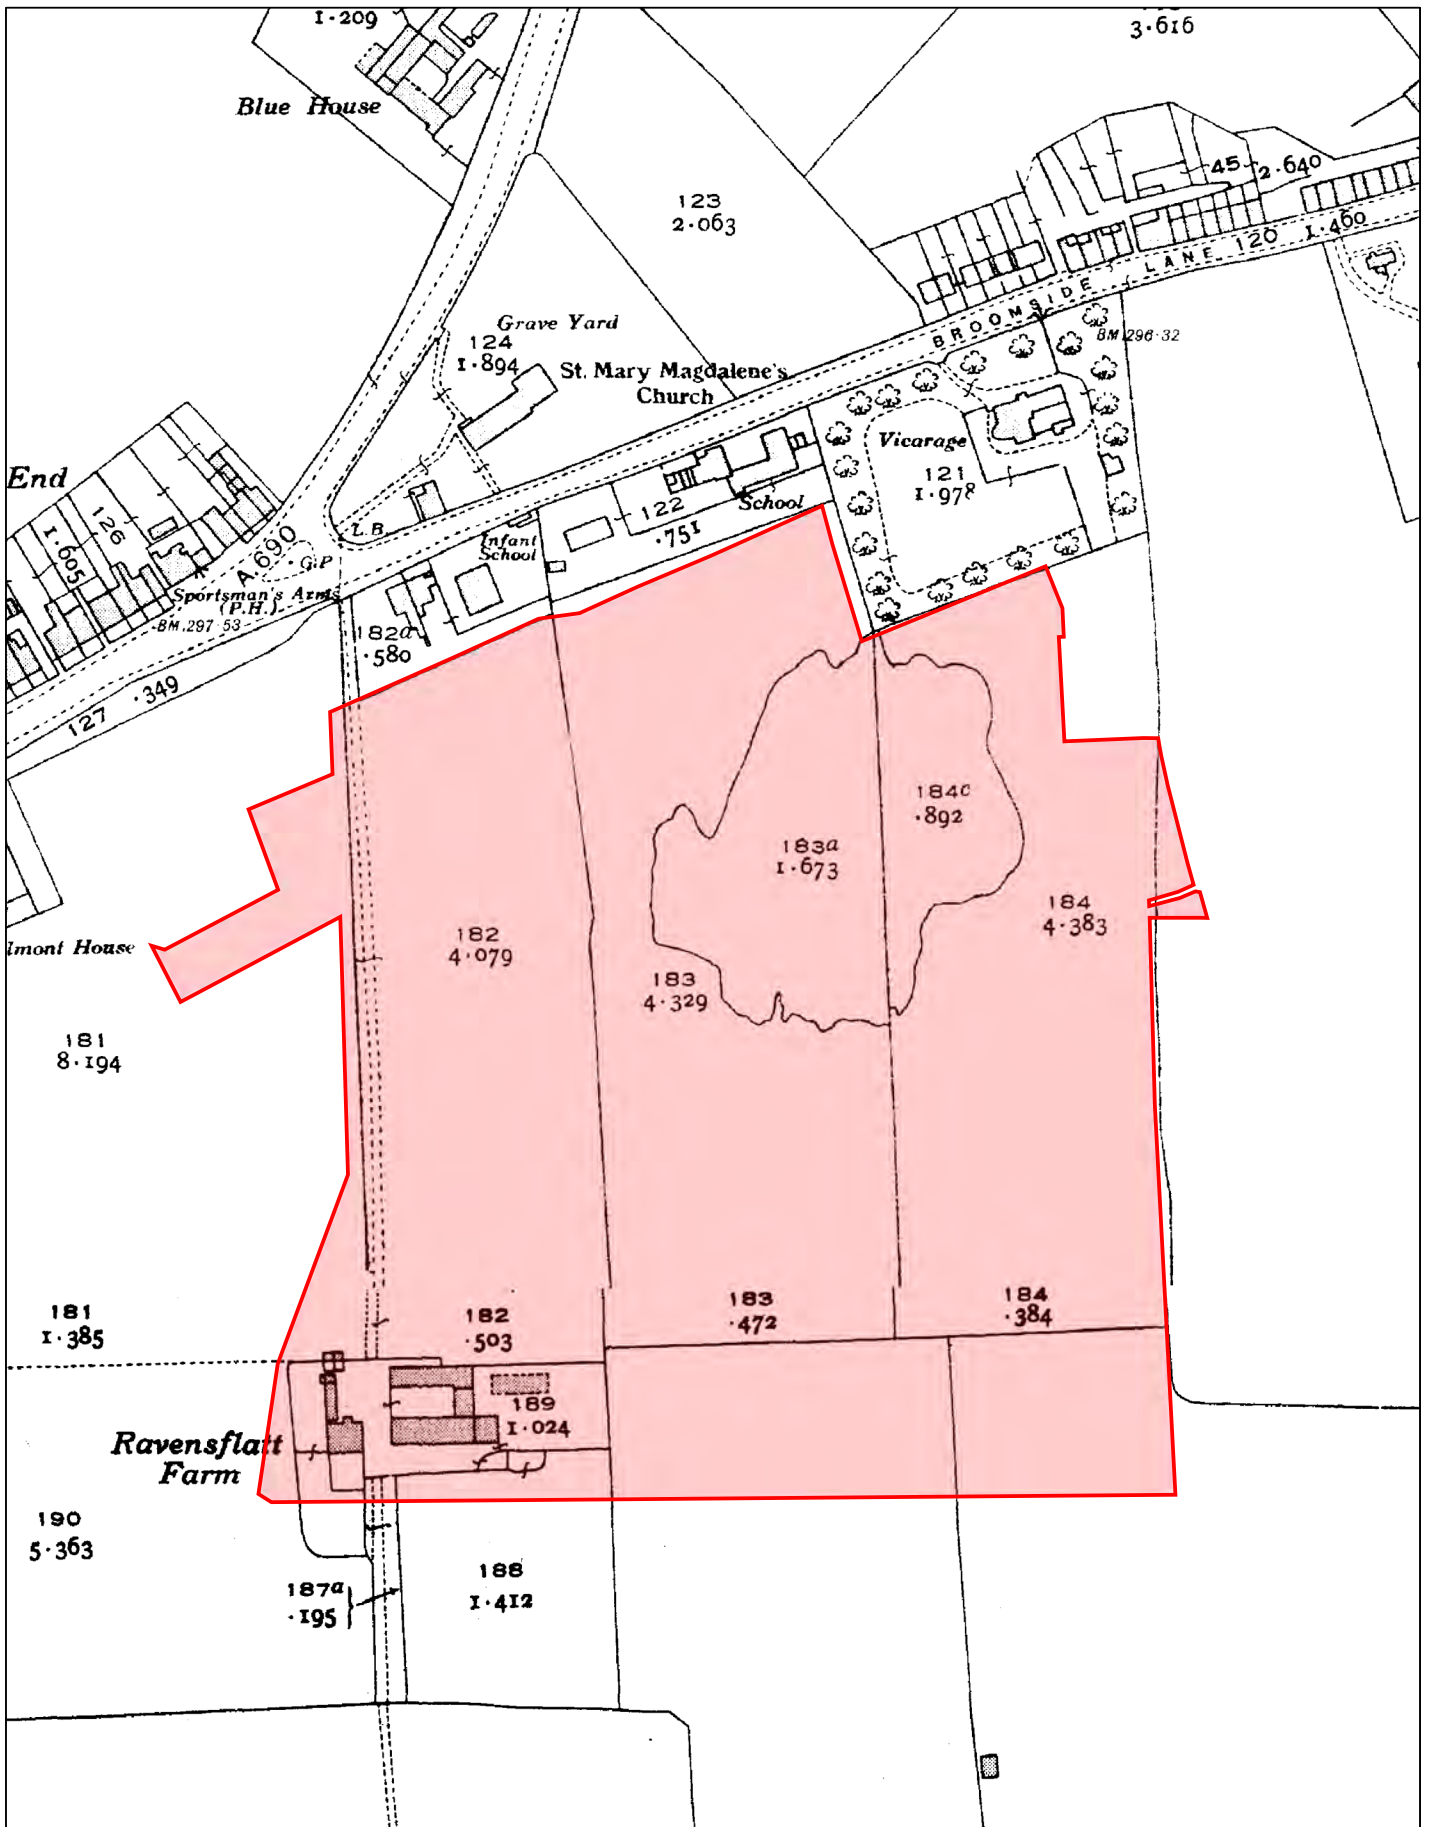 1·209
3·616
Blue House
45
2·640
123
2·063
120
1·460
BROOMSIDE LANE
Grave Yard
BM.296·32
124
1·894
St. Mary Magdalene's
Church
Vicarage
End
121
1·978
School
122
·751
126
1·605
A.690
L.B.
Infant
School
G.P
Sportsman's Arms
(P.H.)
BM.297·53
182a
·580
127
·349
184c
·892
183a
1·673
184
4·383
182
4·079
lmont House
183
4·329
181
8·194
181
1·385
182
·503
183
·472
184
·384
189
1·024
Ravensflatt
Farm
190
5·363
188
1·412
187a
·195